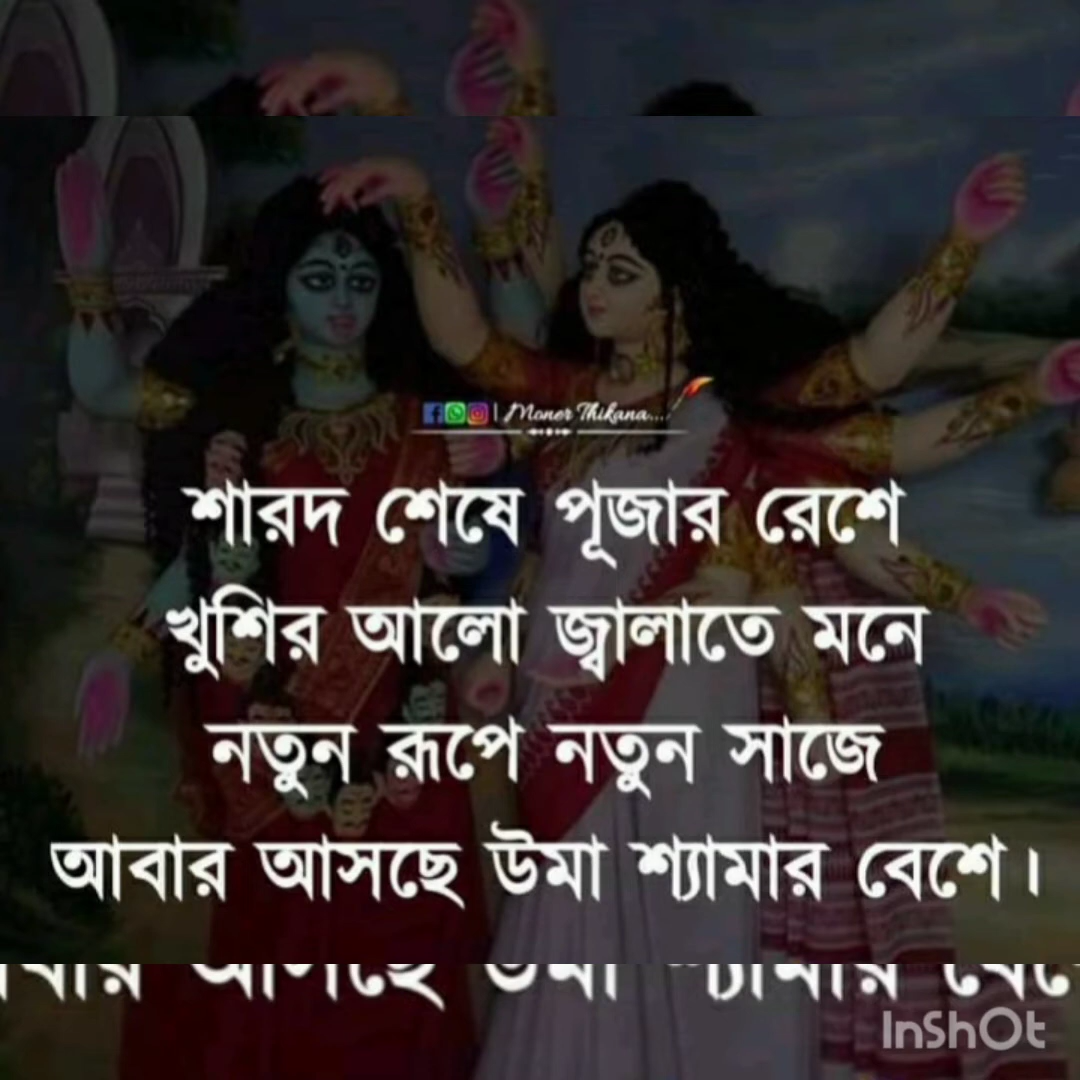 | Moner Thikana....
শারদ শেষে পূজার রেশে
খুশির আলো জ্বালাতে মনে
নতুন রূপে নতুন সাজে
আবার আসছে উমা শ্যামার বেশে।
InShOt